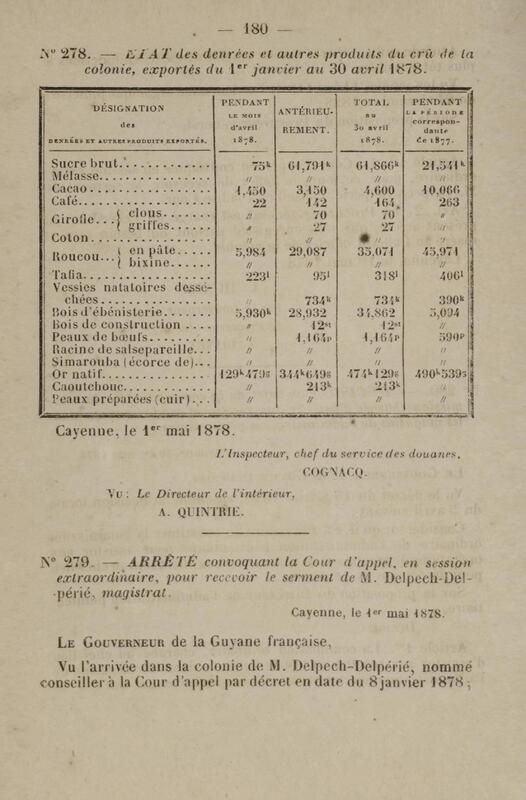 — 180 —
N° 278. — ETAT des denrées et autres produits du crû de la
colonie, exportés du 1er janvier au 30 avril 1878.
DÉSIGNATION des DENRÉES ET AUTRES PRODUITS EXPORTÉS. | PENDANT LE MOIS d'avril 1878. | ANTÉRIEU-REMENT. | TOTAL au 30 avril 1878. | PENDANT LA PÉRIODE correspon-dante de 1877.
Sucre brut. | 75k | 61,791k | 61,866k | 21,541k
Mélasse | // | // | // | //
Cacao | 1,450 | 3,150 | 4,600 | 10,066
Café | 22 | 142 | 164 | 263
Girofle { clous | // | 70 | 70 | //
griffes | // | 27 | 27 | //
Coton | // | // | // | //
Roucou { en pâte | 5,984 | 29,087 | 35,071 | 45,971
bixine | // | // | // | //
Tafia | 223l | 95l | 318l | 406l
Vessies natatoires dessé-
chées | // | 734k | 734k | 390k
Bois d'ébénisterie | 5,930k | 28,932 | 34,862 | 5,094
Bois de construction | // | 12st | 12st | //
Peaux de bœufs | // | 1,164p | 1,164p | 590p
Racine de salsepareille | // | // | // | //
Simarouba (écorce de) | // | // | // | //
Or natif | 129k479g | 344k649g | 474k129g | 490k539g
Caoutchouc | // | 213k | 213k | //
Peaux préparées (cuir) | // | // | // | //
Cayenne, le 1er mai 1878.
L'Inspecteur, chef du service des douanes,
COGNACQ.
Vu : Le Directeur de l'intérieur,
A. QUINTRIE.
N° 279. — ARRÊTÉ convoquant la Cour d'appel, en session
extraordinaire, pour recevoir le serment de M. Delpech-Del-
périé, magistrat.
Cayenne, le 1er mai 1878.
LE GOUVERNEUR de la Guyane française,
Vu l'arrivée dans la colonie de M. Delpech-Delpérié, nommé
conseiller à la Cour d'appel par décret en date du 8 janvier 1878 ;